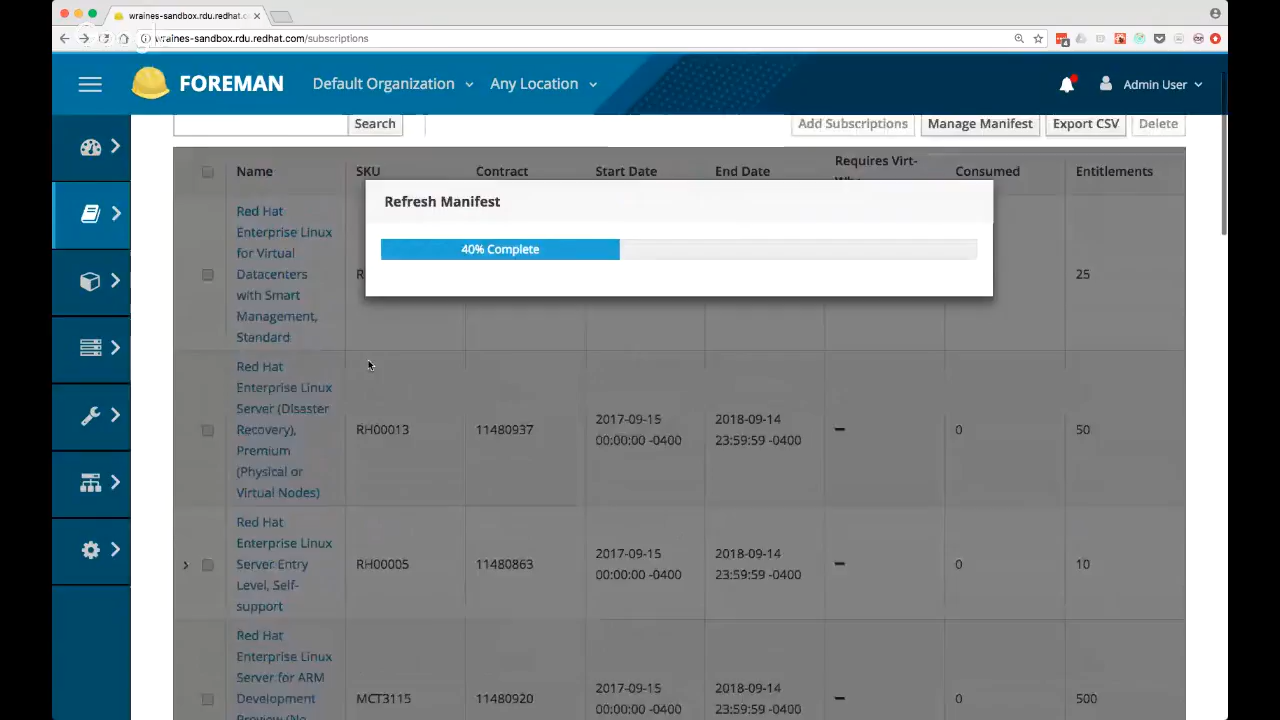 wraines-sandbox.rdu.redhat.c
wraines-sandbox.rdu.redhat.com/subscriptions
FOREMAN
Default Organization
Any Location
Admin User
Search
Add Subscriptions
Manage Manifest
Export CSV
Delete
Name
SKU
Contract
Start Date
End Date
Requires Virt-
Consumed
Entitlements
Refresh Manifest
40% Complete
Red Hat
Enterprise Linux
for Virtual
Datacenters
with Smart
Management,
Standard
25
Red Hat
Enterprise Linux
Server (Disaster
Recovery),
Premium
(Physical or
Virtual Nodes)
RH00013
11480937
2017-09-15
00:00:00 -0400
2018-09-14
23:59:59 -0400
0
50
Red Hat
Enterprise Linux
Server Entry
Level, Self-
support
RH00005
11480863
2017-09-15
00:00:00 -0400
2018-09-14
23:59:59 -0400
0
10
Red Hat
Enterprise Linux
Server for ARM
Development
Preview (No
MCT3115
11480920
2017-09-15
00:00:00 -0400
2018-09-14
23:59:59 -0400
0
500